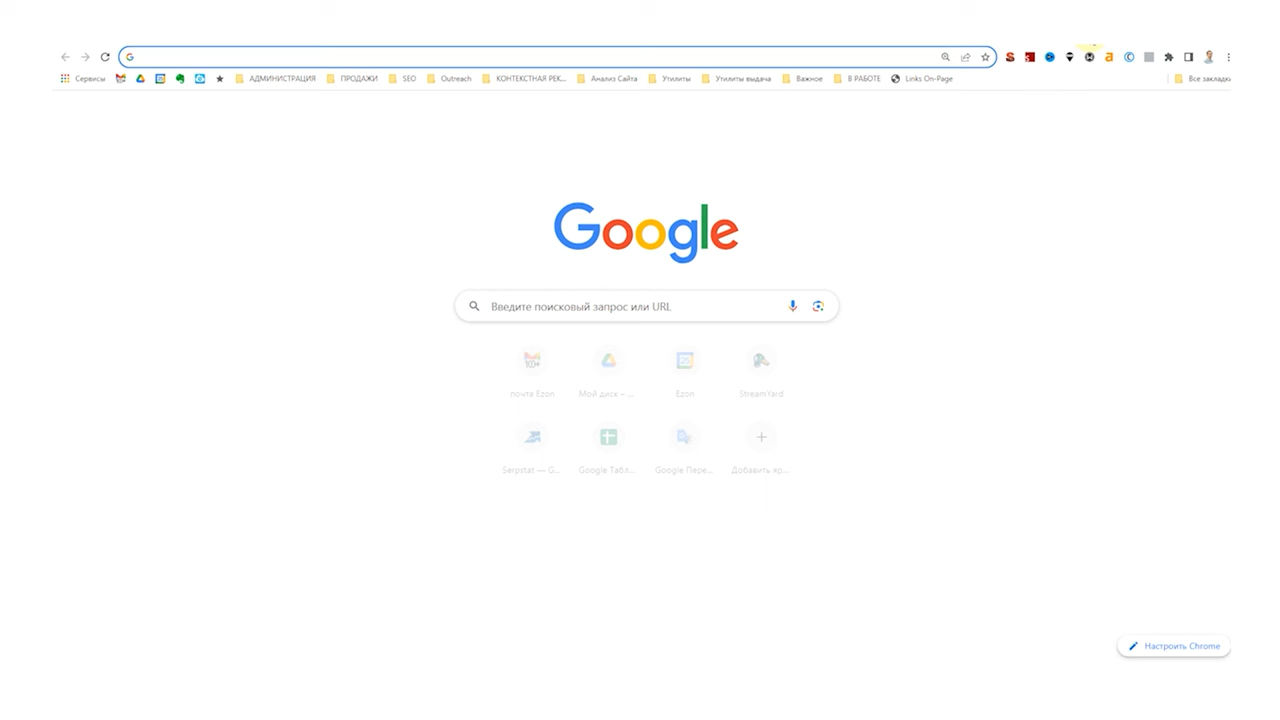 Сервисы АДМИНИСТРАЦИЯ ПРОДАЖИ SEO Outreach КОНТЕКСТНАЯ РЕК... Анализ Сайта Утилиты Утилиты выдача Важное В РАБОТЕ Links On-Page Все закладки
Google
Введите поисковый запрос или URL
100+
почта Ezon Мой диск – ... Ezon StreamYard
Serpstat — G... Google Табл... Google Пере... Добавить яр...
Настроить Chrome